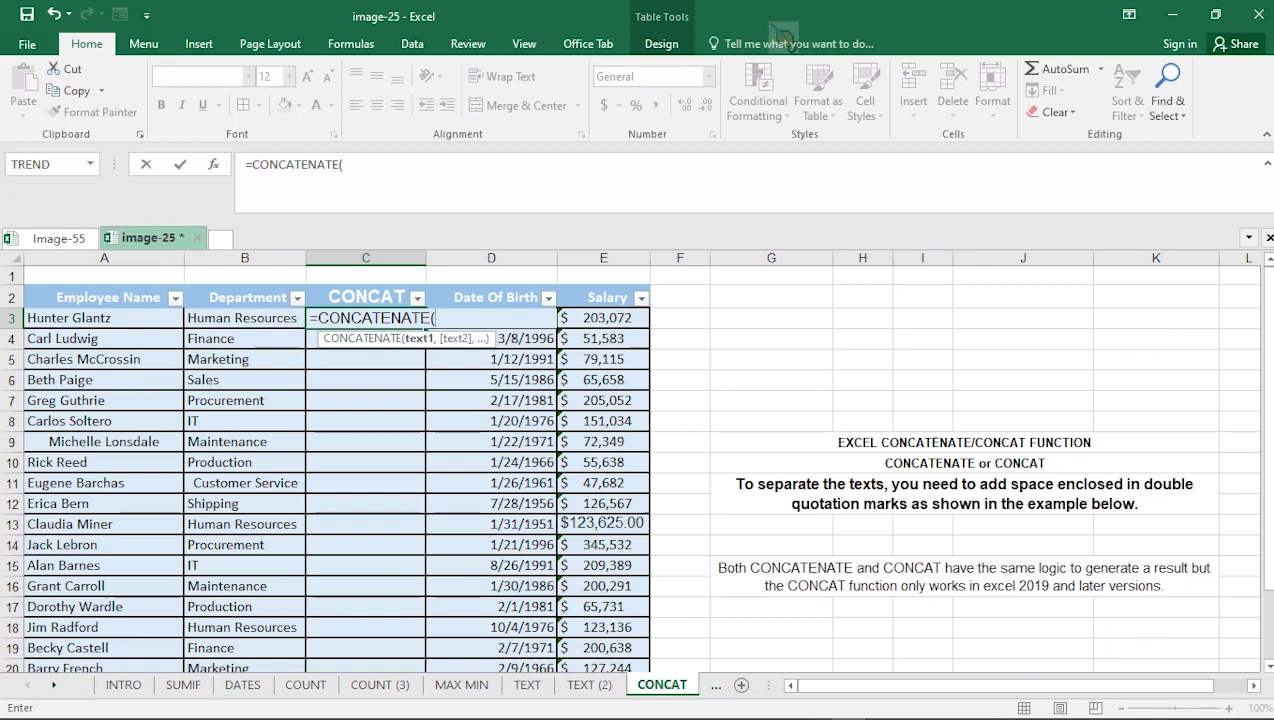 image-25 - Excel
Table Tools
File Home Menu Insert Page Layout Formulas Data Review View Office Tab Design Tell me what you want to do... Sign in Share
Cut
Copy
Format Painter
Paste
Clipboard
12
B I U A
Font
Wrap Text
Merge & Center
Alignment
General
$ % ,
Number
Conditional Formatting
Format as Table
Cell Styles
Styles
Insert Delete Format
Cells
AutoSum
Fill
Clear
Sort & Filter
Find & Select
Editing
TREND fx =CONCATENATE(
Image-55 image-25 *
A B C D E F G H I J K L
1
2 Employee Name Department CONCAT Date Of Birth Salary
3 Hunter Glantz Human Resources =CONCATENATE( $ 203,072
CONCATENATE(text1, [text2], ...)
4 Carl Ludwig Finance 3/8/1996 $ 51,583
5 Charles McCrossin Marketing 1/12/1991 $ 79,115
6 Beth Paige Sales 5/15/1986 $ 65,658
7 Greg Guthrie Procurement 2/17/1981 $ 205,052
8 Carlos Soltero IT 1/20/1976 $ 151,034
9 Michelle Lonsdale Maintenance 1/22/1971 $ 72,349
10 Rick Reed Production 1/24/1966 $ 55,638
11 Eugene Barchas Customer Service 1/26/1961 $ 47,682
12 Erica Bern Shipping 7/28/1956 $ 126,567
13 Claudia Miner Human Resources 1/31/1951 $123,625.00
14 Jack Lebron Procurement 1/21/1996 $ 345,532
15 Alan Barnes IT 8/26/1991 $ 209,389
16 Grant Carroll Maintenance 1/30/1986 $ 200,291
17 Dorothy Wardle Production 2/1/1981 $ 65,731
18 Jim Radford Human Resources 10/4/1976 $ 123,136
19 Becky Castell Finance 2/7/1971 $ 200,638
20 Barry French Marketing 2/9/1966 $ 127,244
EXCEL CONCATENATE/CONCAT FUNCTION
CONCATENATE or CONCAT
To separate the texts, you need to add space enclosed in double
quotation marks as shown in the example below.
Both CONCATENATE and CONCAT have the same logic to generate a result but
the CONCAT function only works in excel 2019 and later versions.
INTRO SUMIF DATES COUNT COUNT (3) MAX MIN TEXT TEXT (2) CONCAT ...
Enter
100%